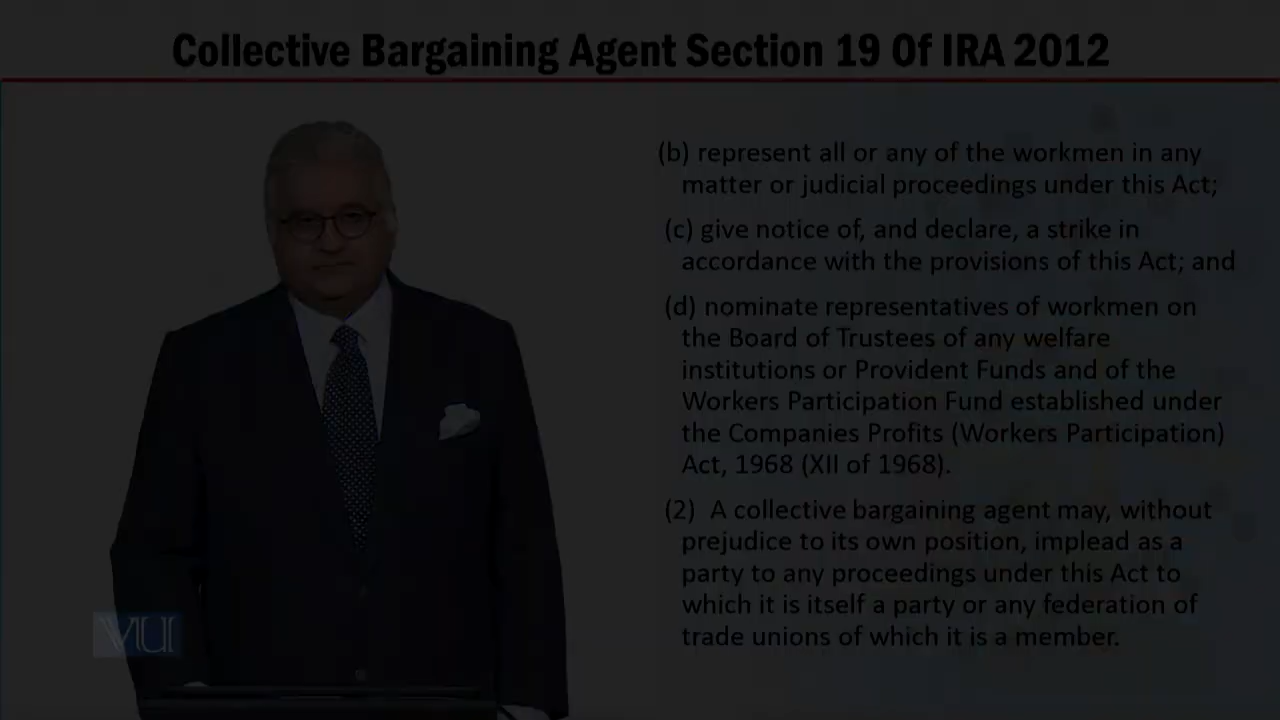 Collective Bargaining Agent Section 19 Of IRA 2012
(b) represent all or any of the workmen in any
matter or judicial proceedings under this Act;
(c) give notice of, and declare, a strike in
accordance with the provisions of this Act; and
(d) nominate representatives of workmen on
the Board of Trustees of any welfare
institutions or Provident Funds and of the
Workers Participation Fund established under
the Companies Profits (Workers Participation)
Act, 1968 (XII of 1968).
(2) A collective bargaining agent may, without
prejudice to its own position, implead as a
party to any proceedings under this Act to
which it is itself a party or any federation of
trade unions of which it is a member.
VU